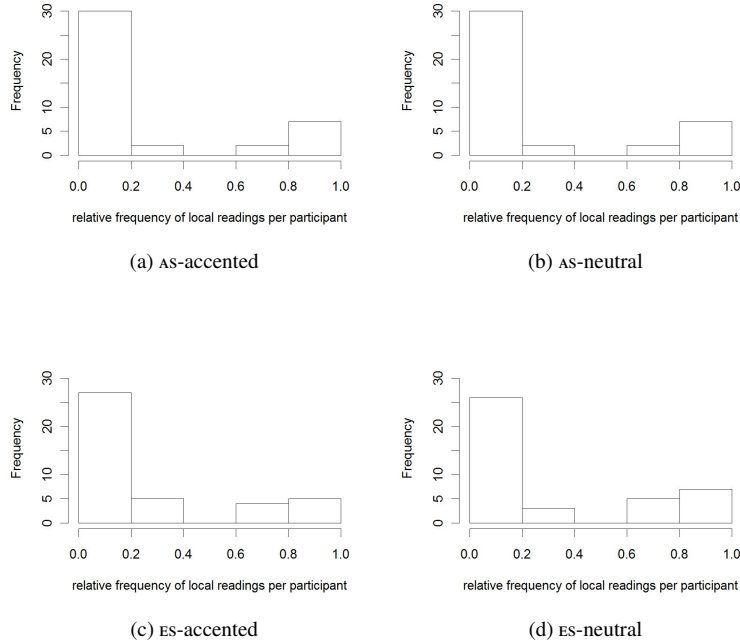 Frequency
0 5 10 20 30
0.0 0.2 0.4 0.6 0.8 1.0
relative frequency of local readings per participant
(a) AS-accented
Frequency
0 5 10 20 30
0.0 0.2 0.4 0.6 0.8 1.0
relative frequency of local readings per participant
(b) AS-neutral
Frequency
0 5 10 20 30
0.0 0.2 0.4 0.6 0.8 1.0
relative frequency of local readings per participant
(c) ES-accented
Frequency
0 5 10 20 30
0.0 0.2 0.4 0.6 0.8 1.0
relative frequency of local readings per participant
(d) ES-neutral